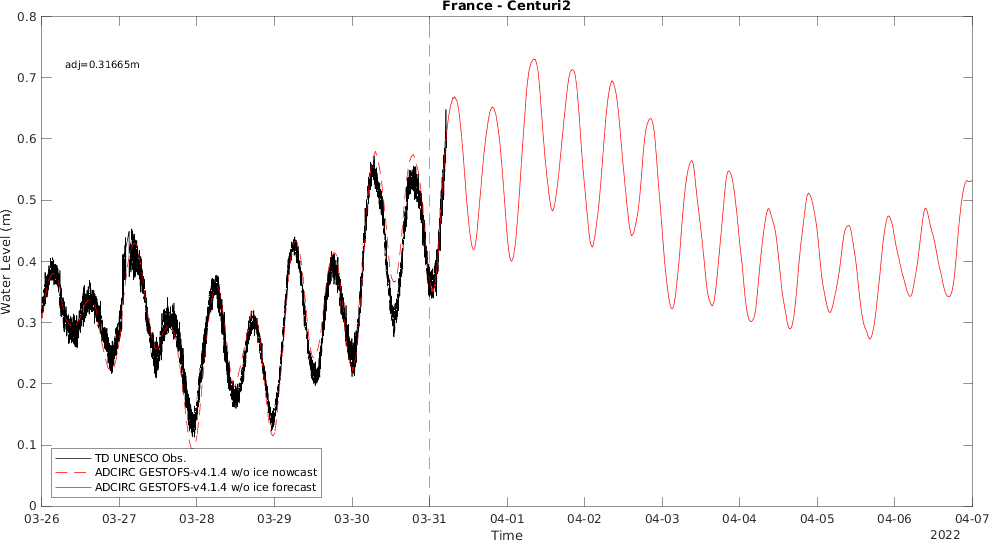 France - Centuri2
adj=0.31665m
Water Level (m)
0.8
0.7
0.6
0.5
0.4
0.3
0.2
0.1
0
TD UNESCO Obs.
ADCIRC GESTOFS-v4.1.4 w/o ice nowcast
ADCIRC GESTOFS-v4.1.4 w/o ice forecast
03-26 03-27 03-28 03-29 03-30 03-31 04-01 04-02 04-03 04-04 04-05 04-06 04-07
Time
2022